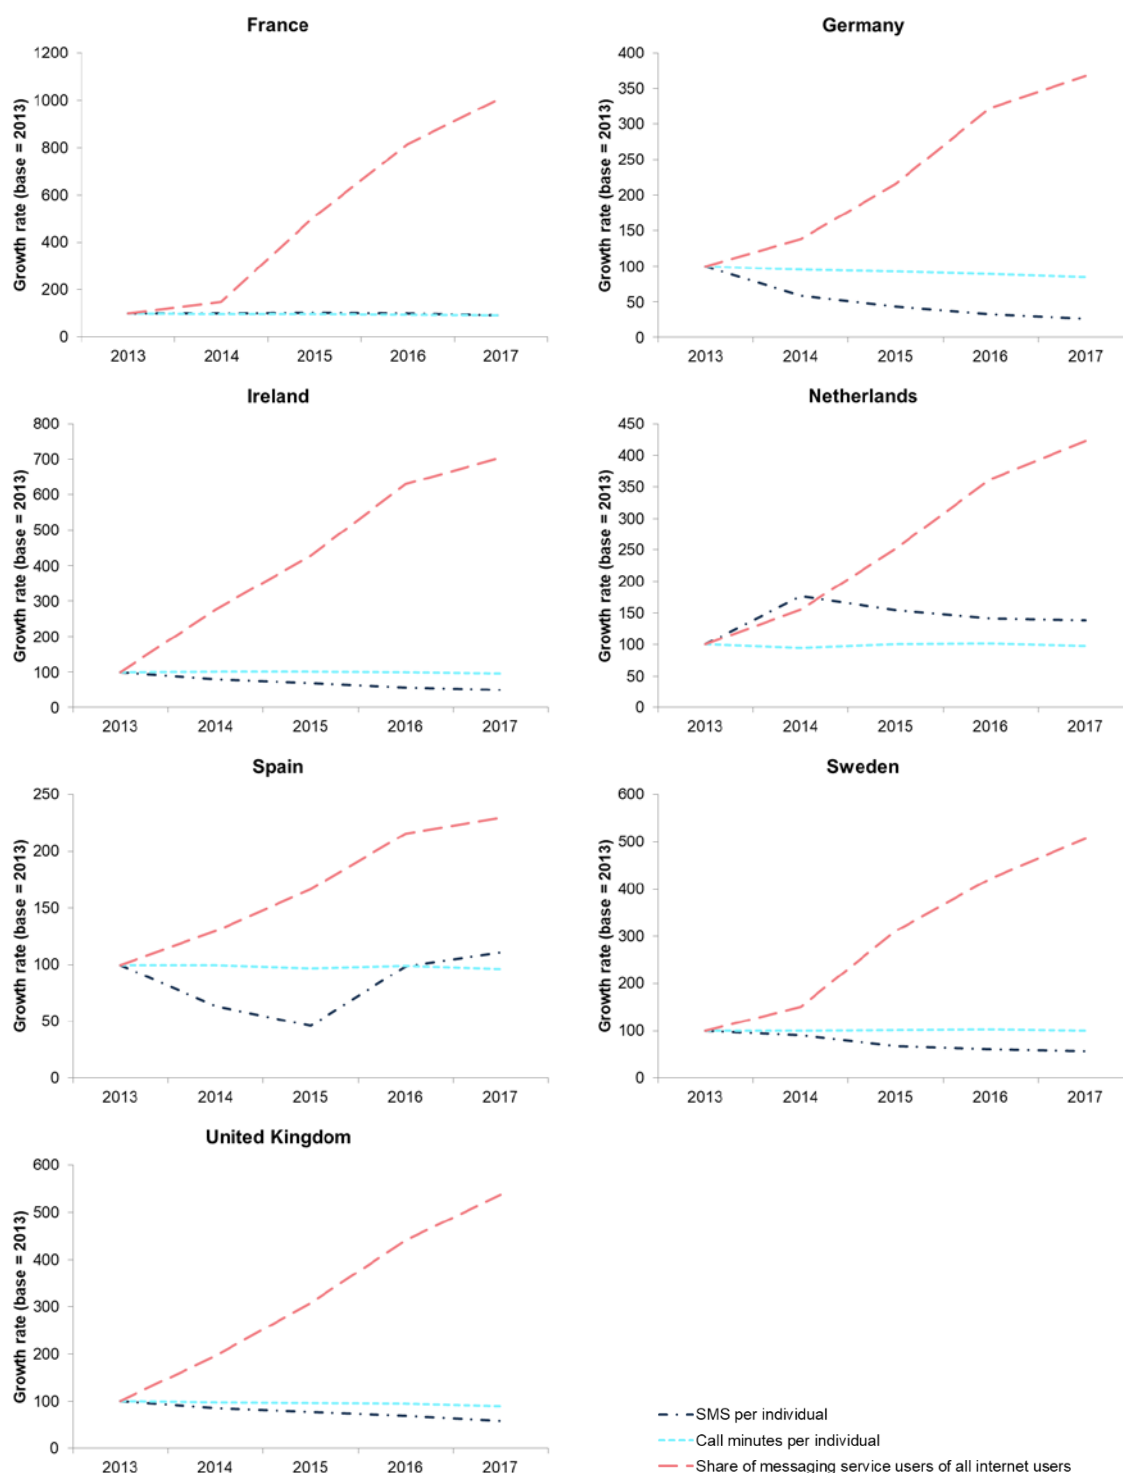 France
Growth rate (base = 2013)
1200
1000
800
600
400
200
0
2013 2014 2015 2016 2017
Germany
Growth rate (base = 2013)
400
350
300
250
200
150
100
50
0
2013 2014 2015 2016 2017
Ireland
Growth rate (base = 2013)
800
700
600
500
400
300
200
100
0
2013 2014 2015 2016 2017
Netherlands
Growth rate (base = 2013)
450
400
350
300
250
200
150
100
50
0
2013 2014 2015 2016 2017
Spain
Growth rate (base = 2013)
250
200
150
100
50
0
2013 2014 2015 2016 2017
Sweden
Growth rate (base = 2013)
600
500
400
300
200
100
0
2013 2014 2015 2016 2017
United Kingdom
Growth rate (base = 2013)
600
500
400
300
200
100
0
2013 2014 2015 2016 2017
SMS per individual
Call minutes per individual
Share of messaging service users of all internet users